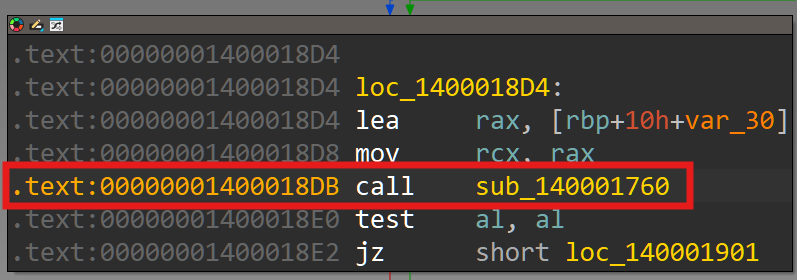 .text:00000001400018D4
.text:00000001400018D4 loc_1400018D4:
.text:00000001400018D4 lea     rax, [rbp+10h+var_30]
.text:00000001400018D8 mov     rcx, rax
.text:00000001400018DB call    sub_140001760
.text:00000001400018E0 test    al, al
.text:00000001400018E2 jz      short loc_140001901